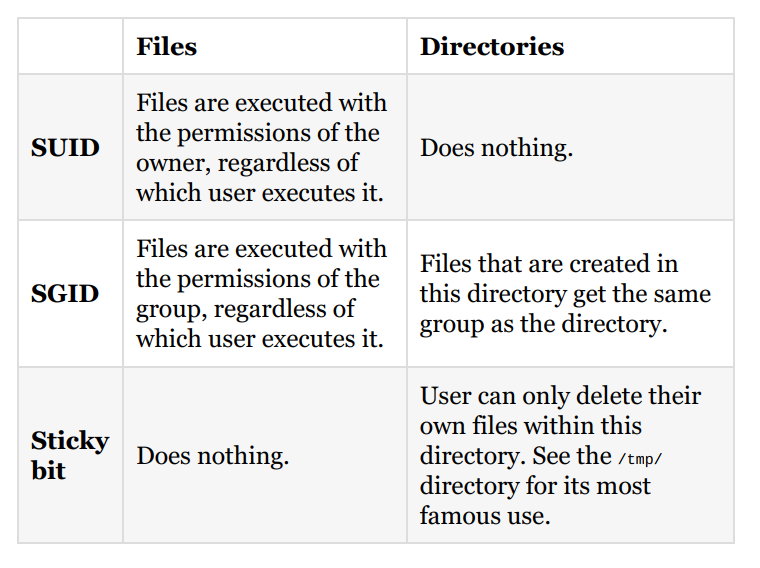 Files Directories
Files are executed with
the permissions of the
owner, regardless of
which user executes it.
SUID
Does nothing.
Files are executed with
the permissions of the
group, regardless of
which user executes it.
SGID
Files that are created in
this directory get the same
group as the directory.
Sticky
bit
Does nothing.
User can only delete their
own files within this
directory. See the /tmp/
directory for its most
famous use.